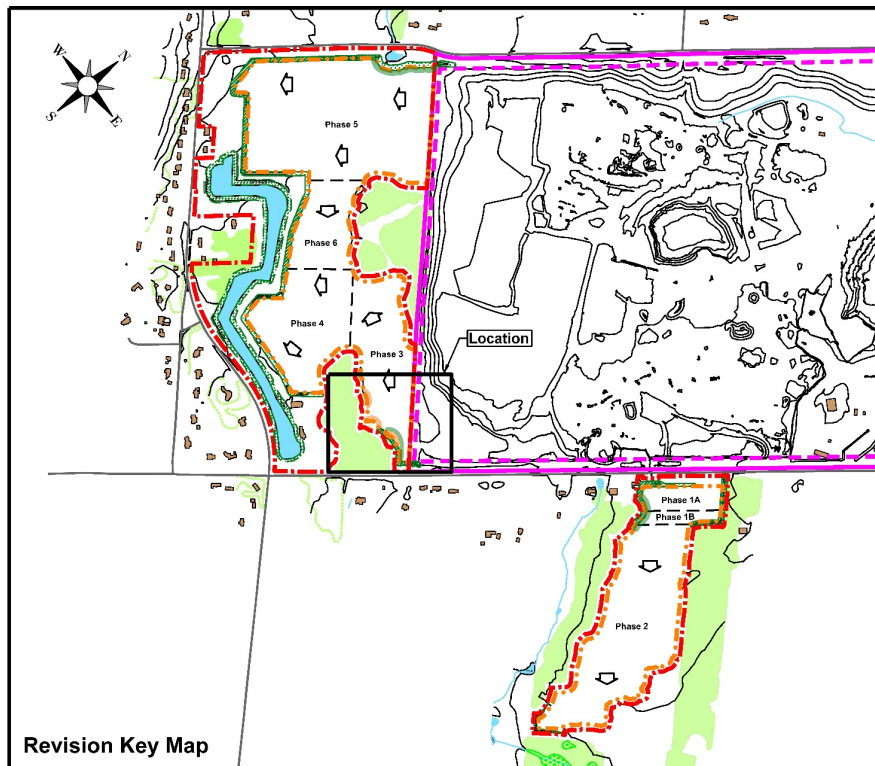 W
N
S
E
Phase 5
Phase 6
Phase 4
Phase 3
Location
Phase 1A
Phase 1B
Phase 2
Revision Key Map